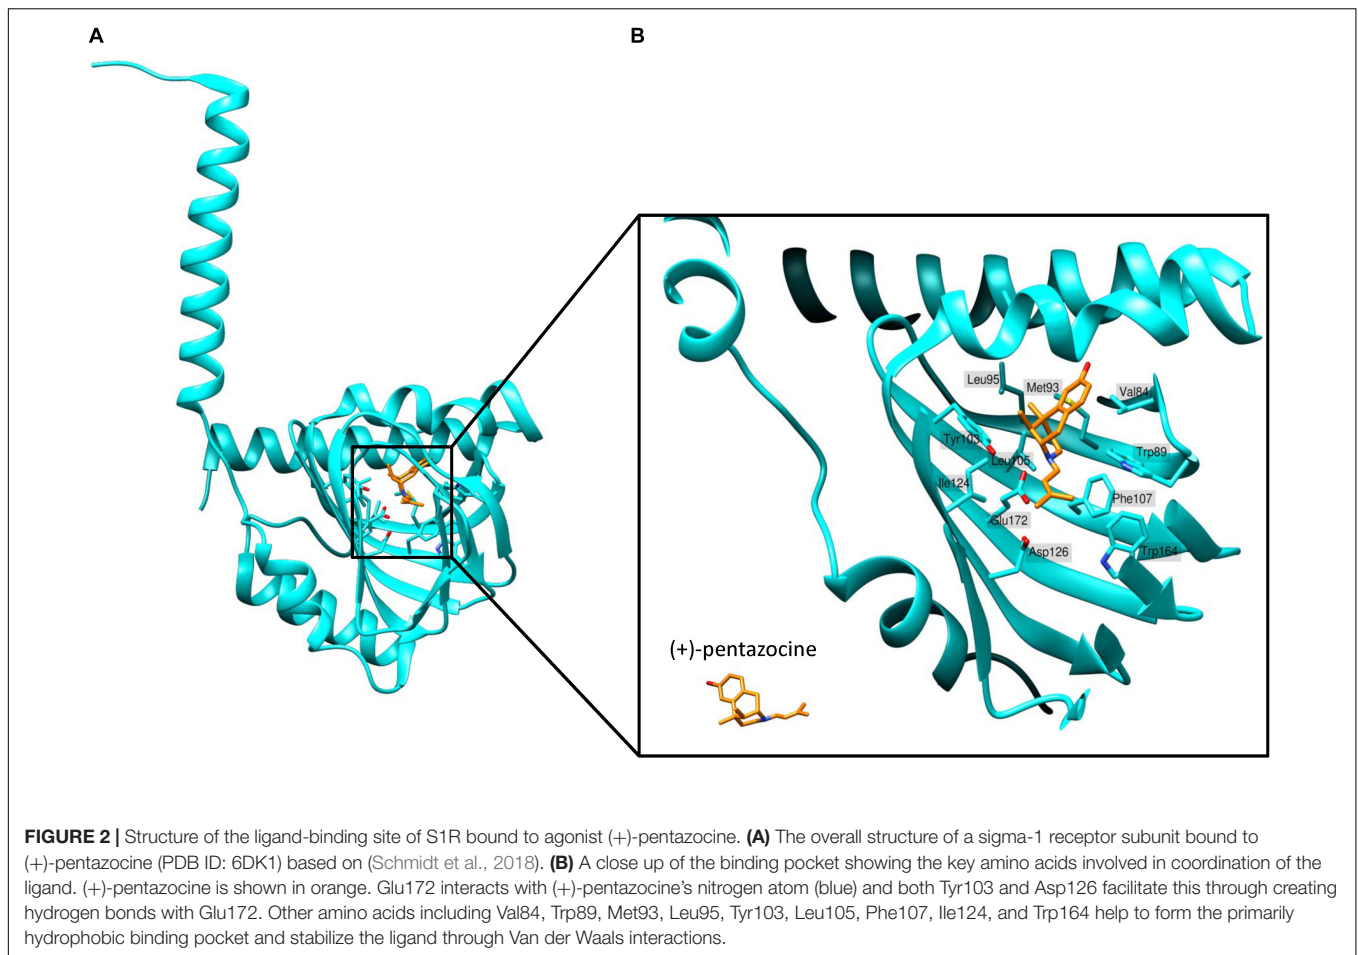 A
B
Leu95
Met93
Val84
Tyr103
Leu105
Trp89
Ile124
Phe107
Glu172
Asp126
Trp164
(+)-pentazocine
FIGURE 2 | Structure of the ligand-binding site of S1R bound to agonist (+)-pentazocine. (A) The overall structure of a sigma-1 receptor subunit bound to
(+)-pentazocine (PDB ID: 6DK1) based on (Schmidt et al., 2018). (B) A close up of the binding pocket showing the key amino acids involved in coordination of the
ligand. (+)-pentazocine is shown in orange. Glu172 interacts with (+)-pentazocine's nitrogen atom (blue) and both Tyr103 and Asp126 facilitate this through creating
hydrogen bonds with Glu172. Other amino acids including Val84, Trp89, Met93, Leu95, Tyr103, Leu105, Phe107, Ile124, and Trp164 help to form the primarily
hydrophobic binding pocket and stabilize the ligand through Van der Waals interactions.